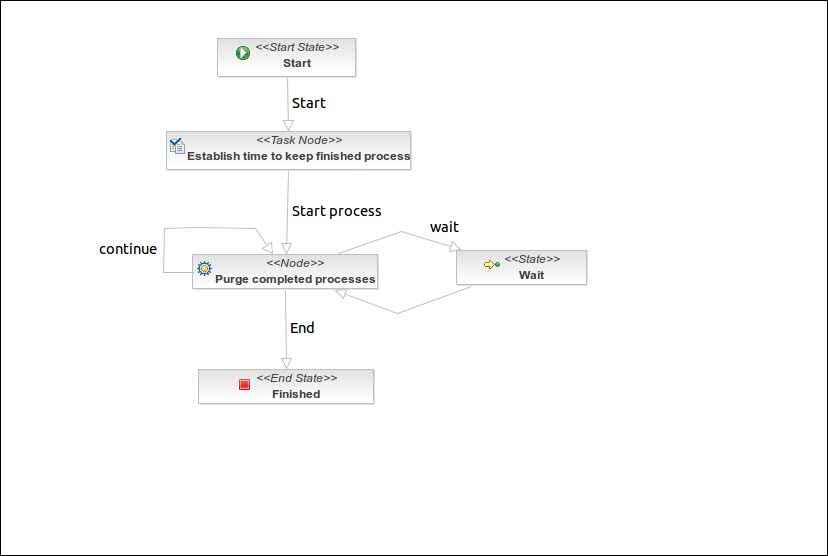 <<Start State>>
Start
Start
<<Task Node>>
Establish time to keep finished process
Start process
wait
continue
<<State>>
Wait
<<Node>>
Purge completed processes
End
<<End State>>
Finished